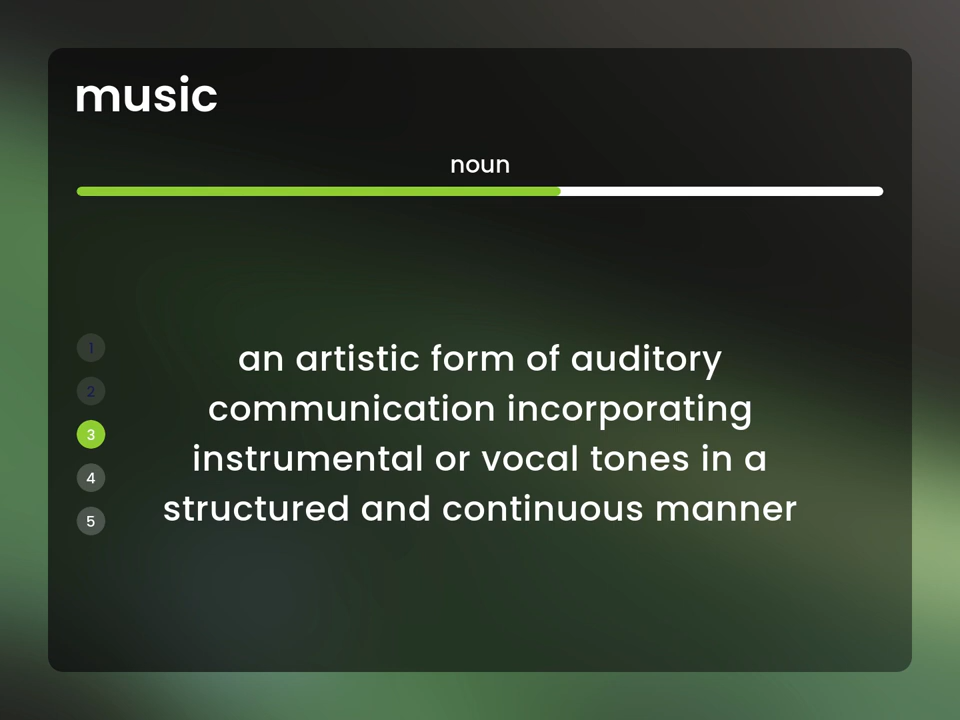 music
noun
1
2
3
4
5
an artistic form of auditory
communication incorporating
instrumental or vocal tones in a
structured and continuous manner